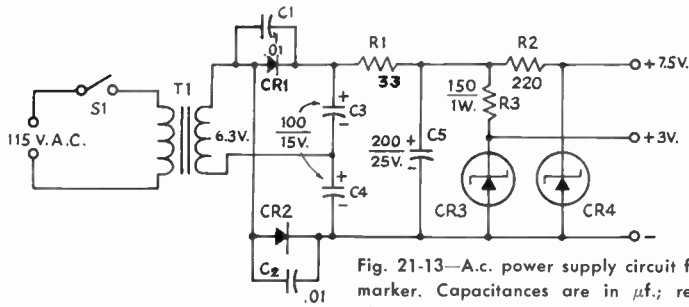 C1
.01
CR1
R1
33
R2
220
+7.5V.
S1
T1
115 V.A.C.
6.3V.
100
15V.
+
C3
-
+
C4
-
200
25V.
+
C5
-
150
1W.
R3
+3V.
CR3
CR4
CR2
C2
.01
-
Fig. 21-13—A.c. power supply circuit f
marker. Capacitances are in μf.; re